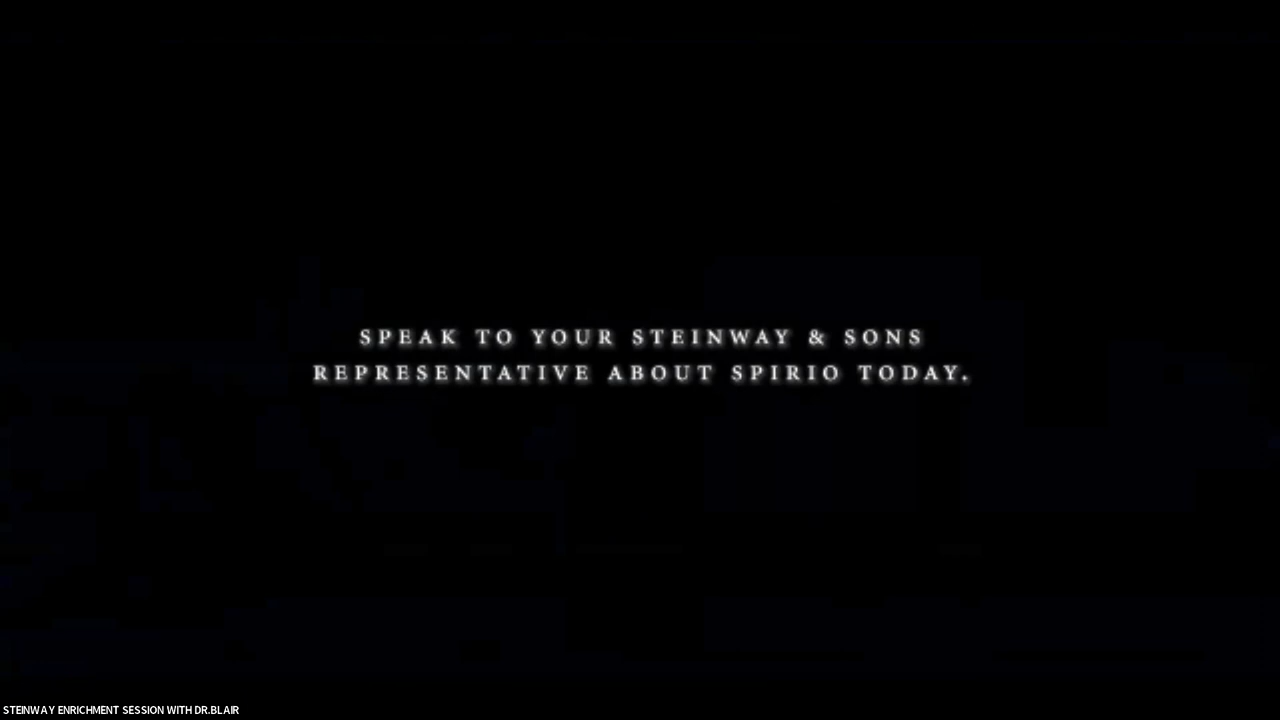 SPEAK TO YOUR STEINWAY & SONS
REPRESENTATIVE ABOUT SPIRIO TODAY.
STEINWAY ENRICHMENT SESSION WITH DR.BLAIR